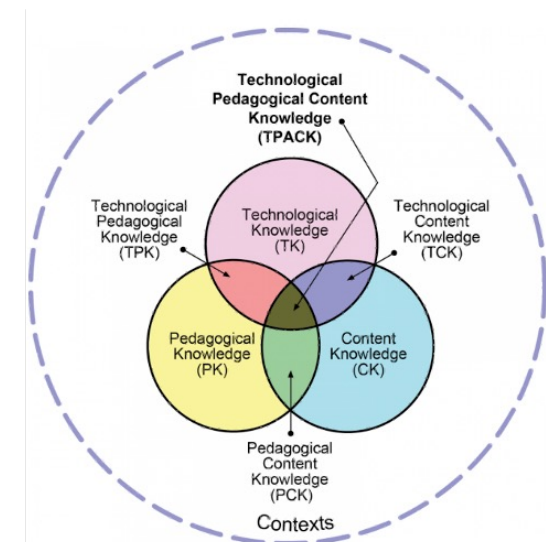 Technological
Pedagogical Content
Knowledge
(TPACK)
Technological
Pedagogical
Knowledge
(TPK)
Technological
Knowledge
(TK)
Technological
Content
Knowledge
(TCK)
Pedagogical
Knowledge
(PK)
Content
Knowledge
(CK)
Pedagogical
Content
Knowledge
(PCK)
Contexts